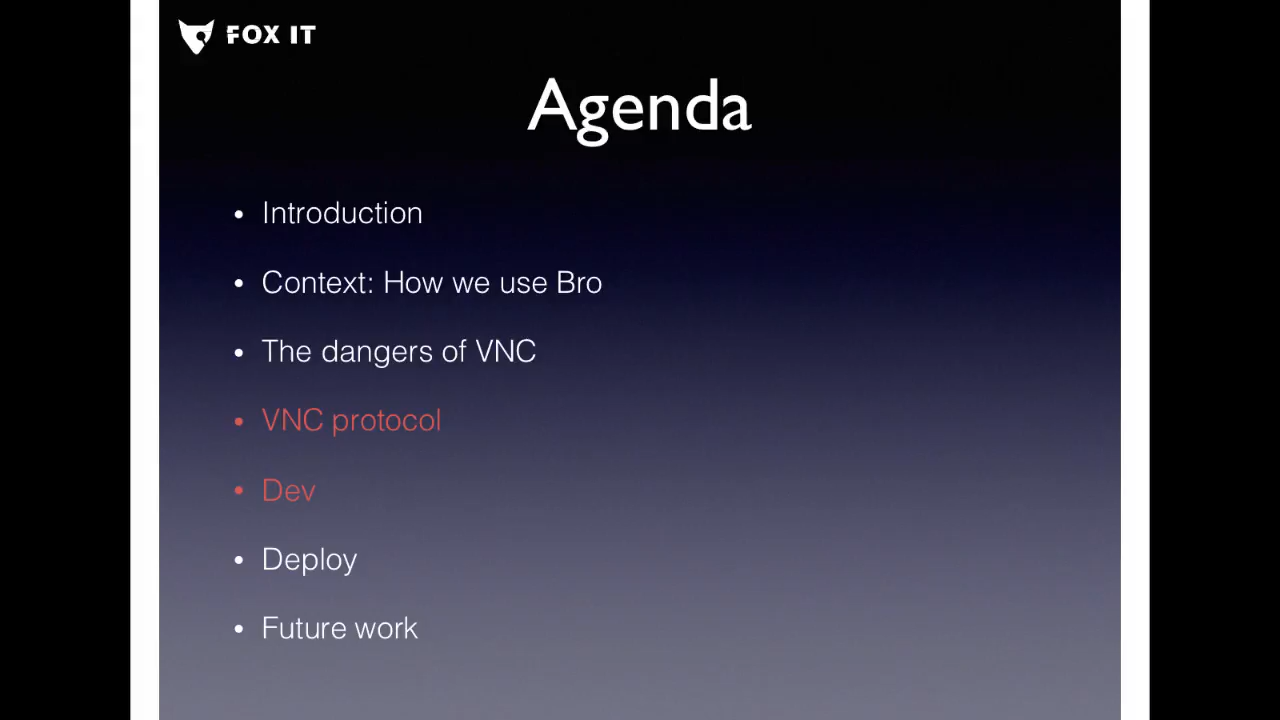 FOX IT
Agenda
• Introduction
• Context: How we use Bro
• The dangers of VNC
• VNC protocol
• Dev
• Deploy
• Future work